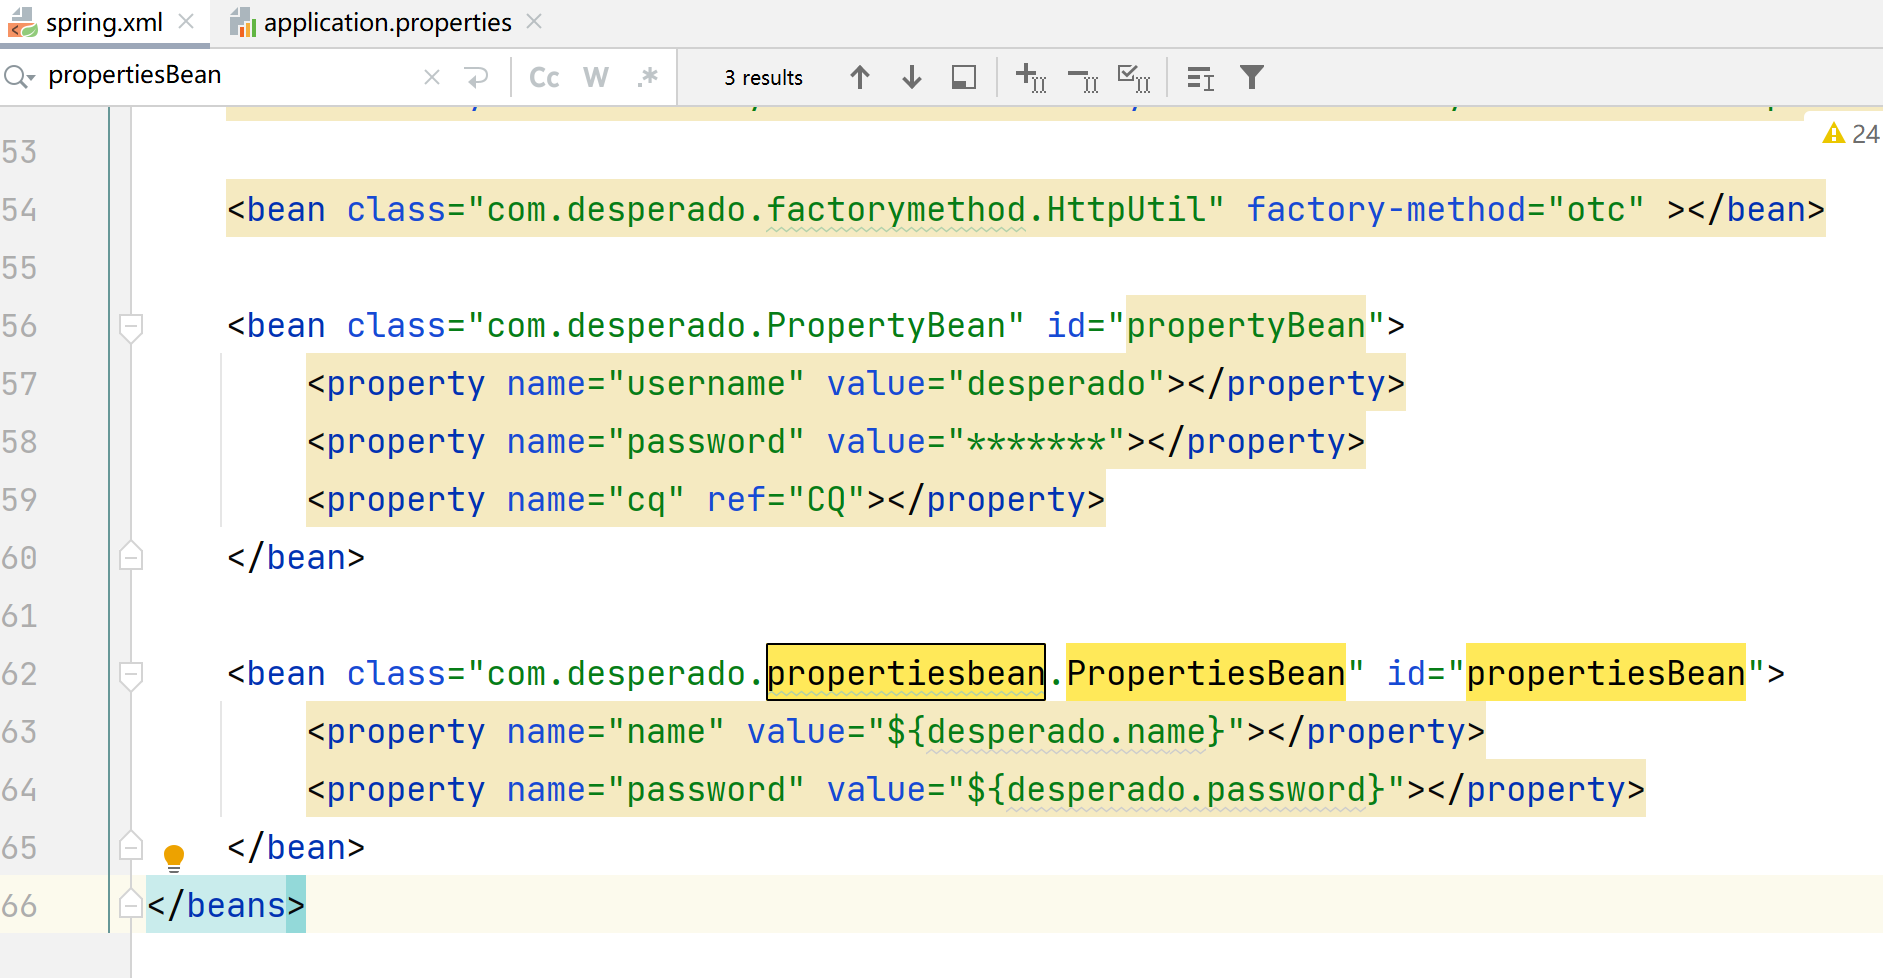 spring.xml application.properties
propertiesBean Cc W .* 3 results
24
53
54 <bean class="com.desperado.factorymethod.HttpUtil" factory-method="otc" ></bean>
55
56 <bean class="com.desperado.PropertyBean" id="propertyBean">
57 <property name="username" value="desperado"></property>
58 <property name="password" value="*******"></property>
59 <property name="cq" ref="CQ"></property>
60 </bean>
61
62 <bean class="com.desperado.propertiesbean.PropertiesBean" id="propertiesBean">
63 <property name="name" value="${desperado.name}"></property>
64 <property name="password" value="${desperado.password}"></property>
65 </bean>
66 </beans>